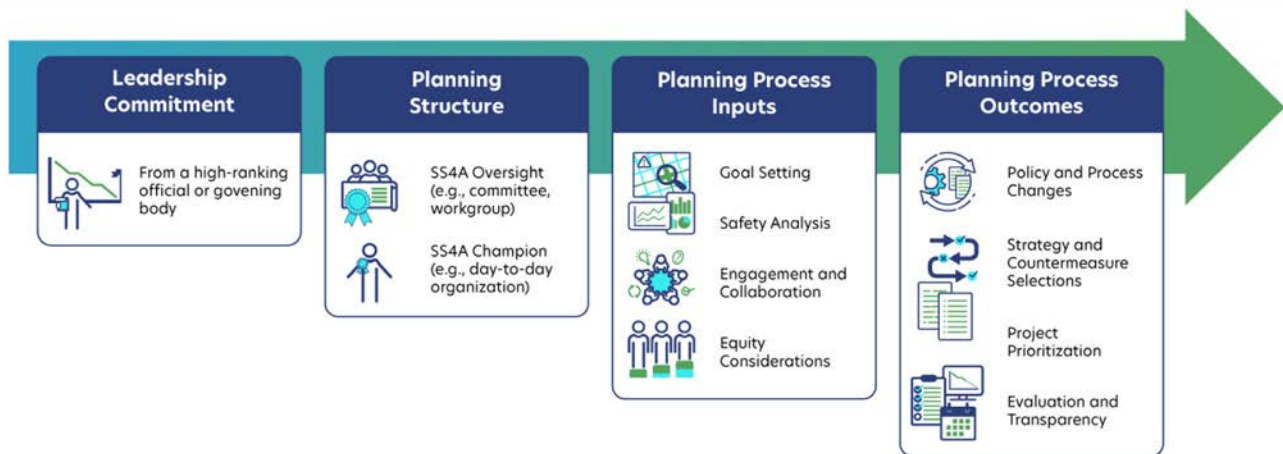 Leadership
Commitment
From a high-ranking
official or govening
body
Planning
Structure
SS4A Oversight
(e.g., committee,
workgroup)
SS4A Champion
(e.g., day-to-day
organization)
Planning Process
Inputs
Goal Setting
Safety Analysis
Engagement and
Collaboration
Equity
Considerations
Planning Process
Outcomes
Policy and Process
Changes
Strategy and
Countermeasure
Selections
Project
Prioritization
Evaluation and
Transparency